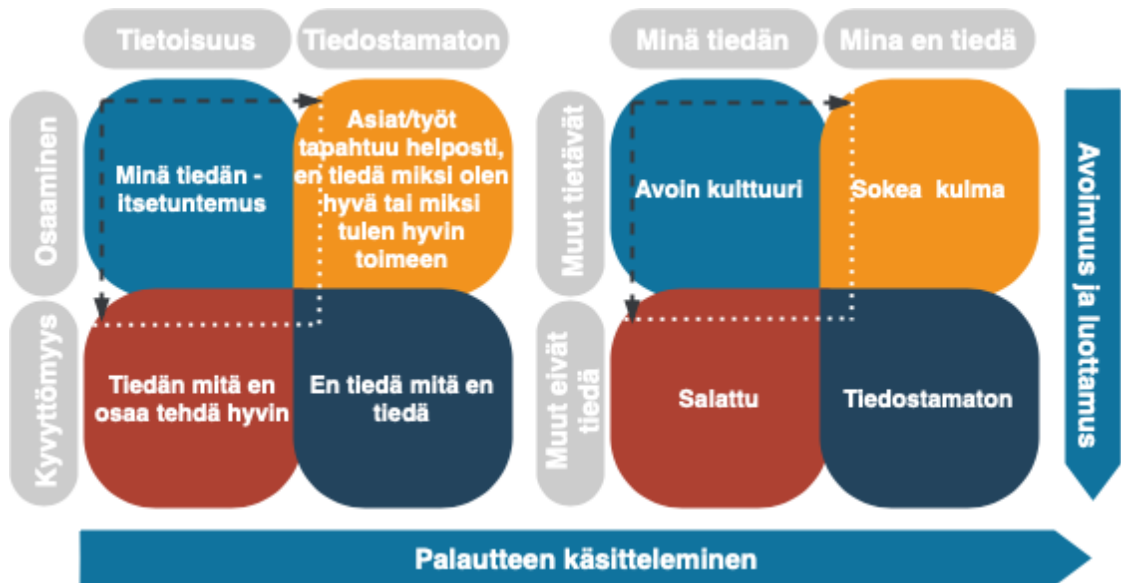 Tietoisuus
Tiedostamaton
Minä tiedän
Mina en tiedä
Osaaminen
Minä tiedän -
itsetuntemus
Asiat/työt
tapahtuu helposti,
en tiedä miksi olen
hyvä tai miksi
tulen hyvin
toimeen
Muut tietävät
Avoin kulttuuri
Sokea kulma
Avoimuus ja luottamus
Kyvyttömyys
Tiedän mitä en
osaa tehdä hyvin
En tiedä mitä en
tiedä
Muut eivät
tiedä
Salattu
Tiedostamaton
Palautteen käsitteleminen